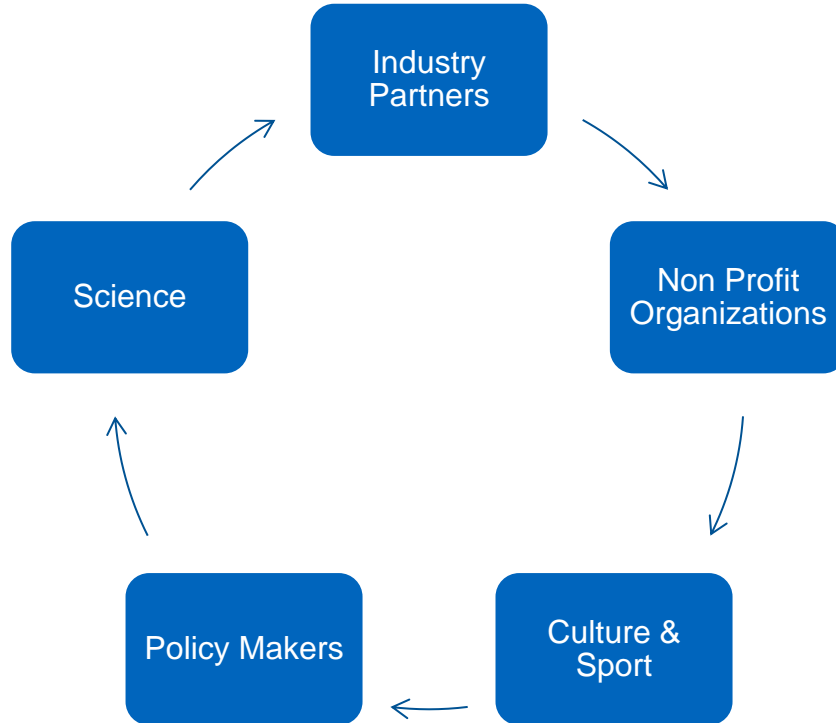 Industry
Partners
Non Profit
Organizations
Culture &
Sport
Policy Makers
Science